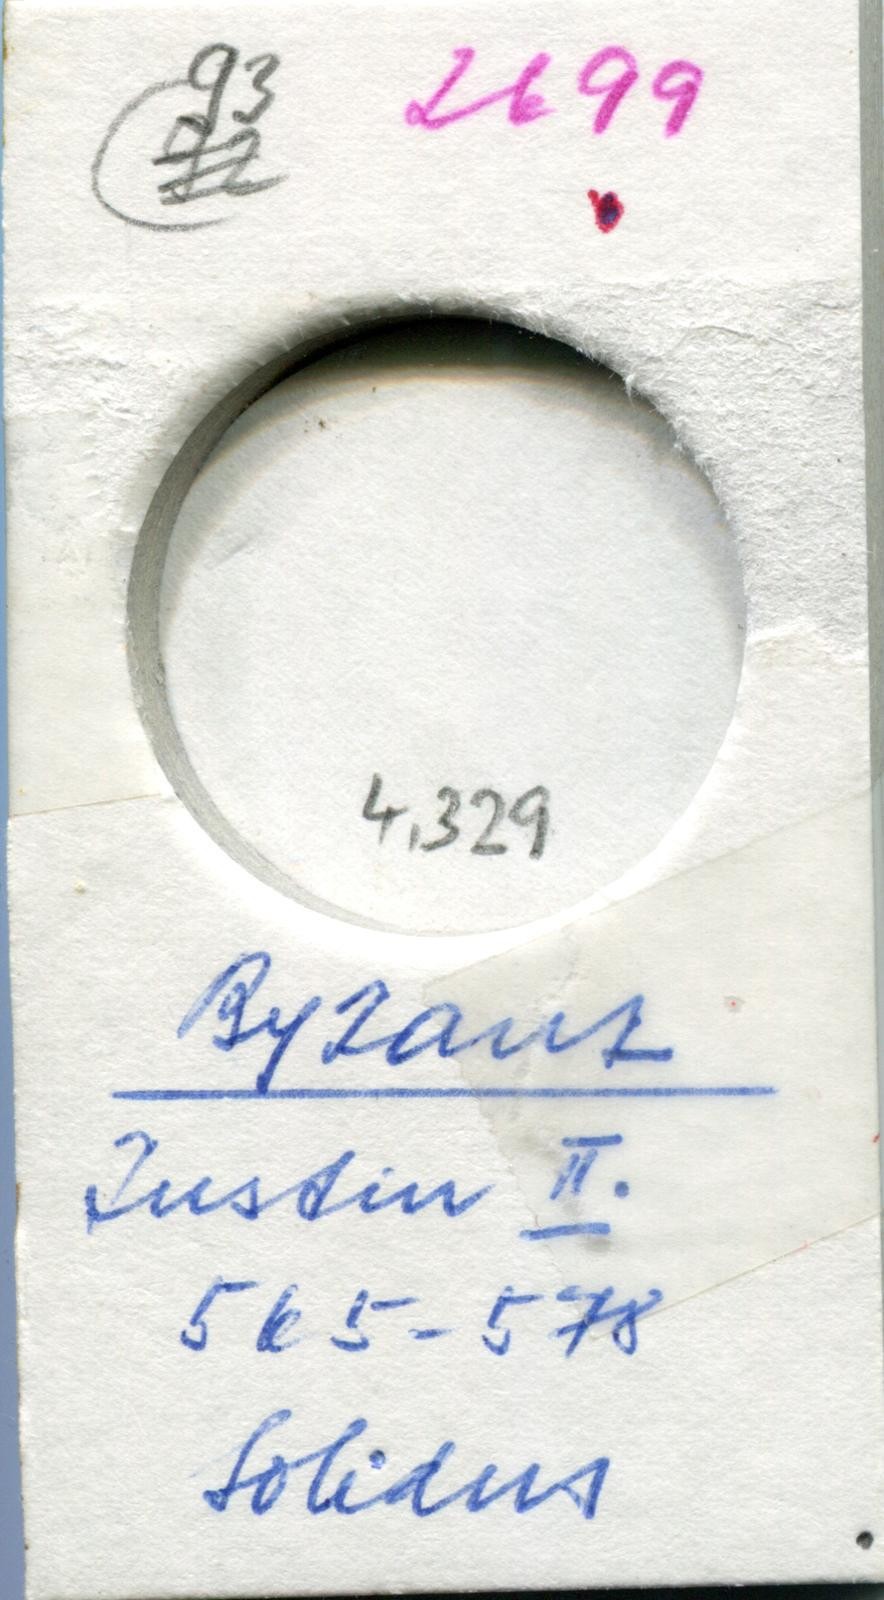 93
2699
4,329
Byzanz
Justin II.
565-578
Solidus